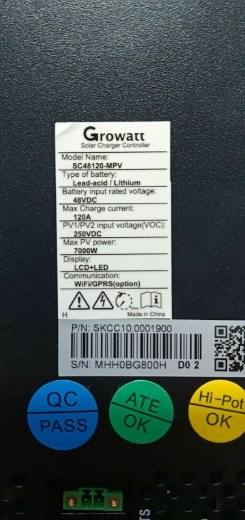 Growatt
Solar Charger Controller
Model Name:
SC48120-MPV
Type of battery:
Lead-acid / Lithium
Battery input rated voltage:
48VDC
Max Charge current:
120A
PV1/PV2 input voltage(VOC):
250VDC
Max PV power:
7000W
Display:
LCD+LED
Communication:
WiFi/GPRS(option)
H
Made in China
P/N: SKCC10.0001900
S/N: MHH0BG800H D0 2
QC
PASS
ATE
OK
Hi-Pot
OK